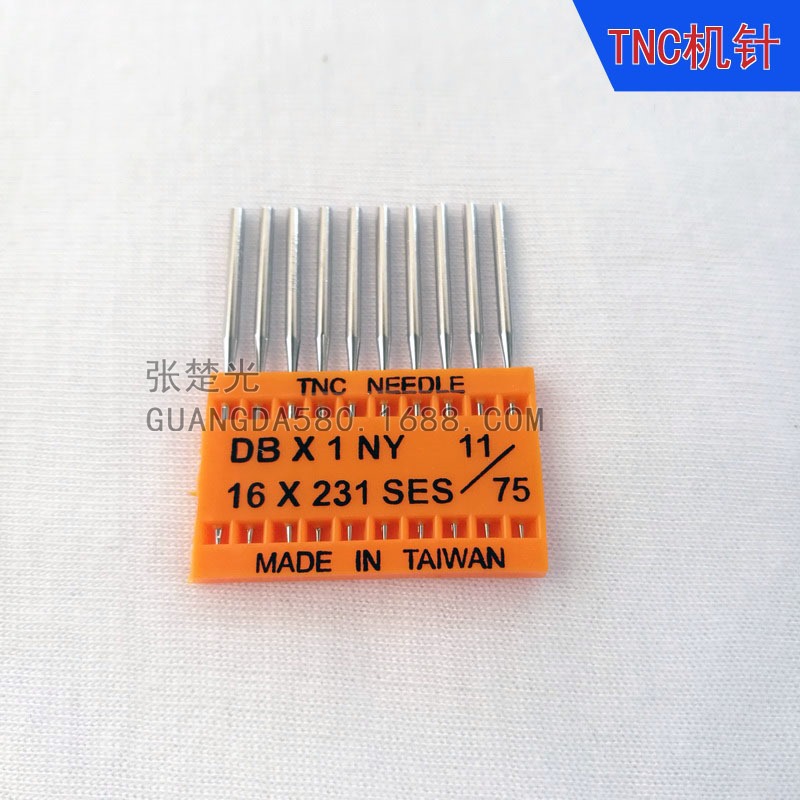 TNC机针
张楚光
TNC NEEDLE
GUANGDA580.1688.COM
DB X 1 NY 11/
16 X 231 SES 75
MADE IN TAIWAN